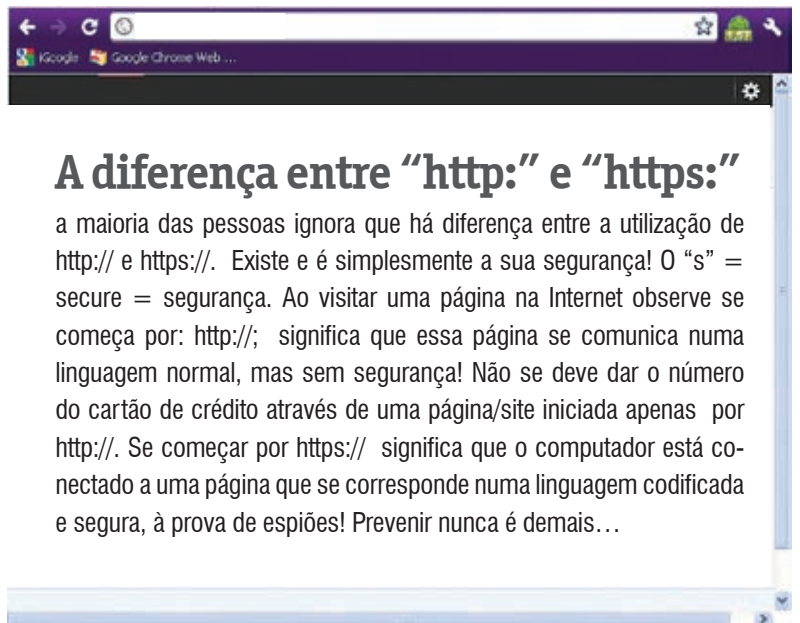 iGoogle Google Chrome Web ...
A diferença entre “http:” e “https:”
a maioria das pessoas ignora que há diferença entre a utilização de
http:// e https://. Existe e é simplesmente a sua segurança! O “s” =
secure = segurança. Ao visitar uma página na Internet observe se
começa por: http://; significa que essa página se comunica numa
linguagem normal, mas sem segurança! Não se deve dar o número
do cartão de crédito através de uma página/site iniciada apenas por
http://. Se começar por https:// significa que o computador está co-
nectado a uma página que se corresponde numa linguagem codificada
e segura, à prova de espiões! Prevenir nunca é demais…